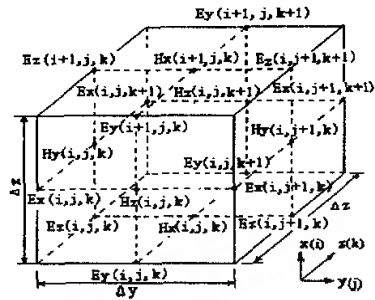 Ey(i+1,j,k+1)
Ez(i+1,j,k) Hx(i+1,j,k) Ez(i,j+1,k+1)
Ex(i,j,k+1) Hx(i,j,k+1) Ex(i,j+1,k+1)
Ey(i+1,j,k)
Δz
Hy(i,j,k) Hy(i,j+1,k)
Ey(i,j,k+1)
Ex(i,j,k) Hz(i,j,k) Ex(i,j+1,k)
Δz
Ez(i,j,k) Hx(i,j,k) Ez(i,j+1,k)
x(i) z(k)
Ey(i,j,k)
Δy
y(j)